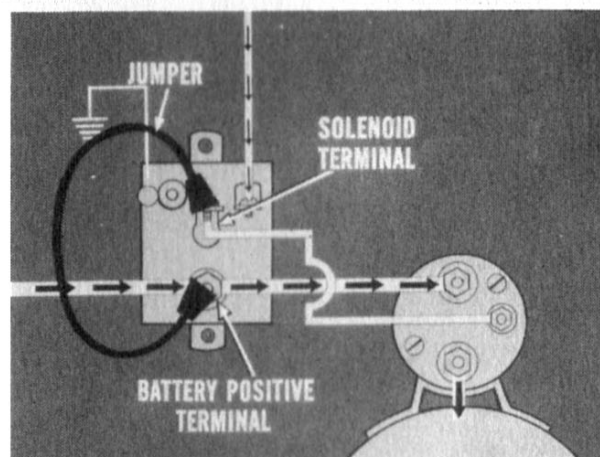 JUMPER
SOLENOID
TERMINAL
BATTERY POSITIVE
TERMINAL